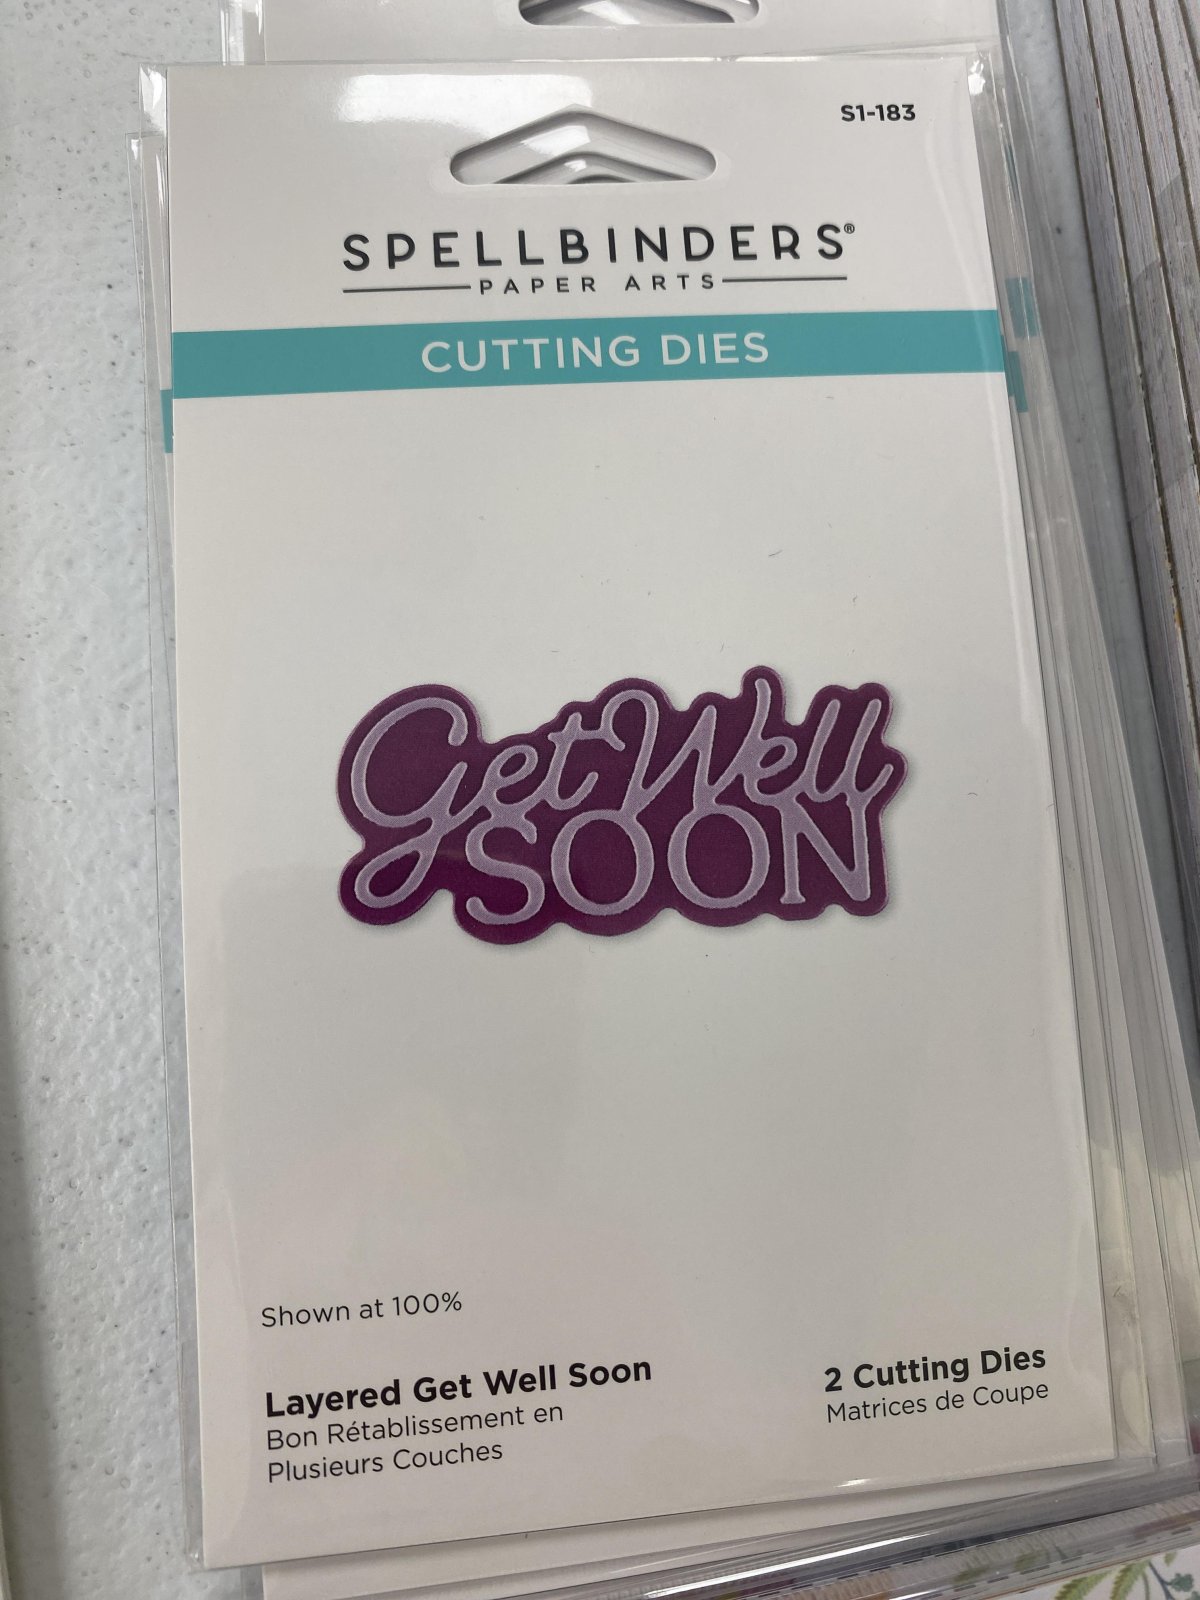 S1-183
SPELLBINDERS®
PAPER ARTS
CUTTING DIES
Get Well
SOON
Shown at 100%
Layered Get Well Soon
Bon Rétablissement en
Plusieurs Couches
2 Cutting Dies
Matrices de Coupe